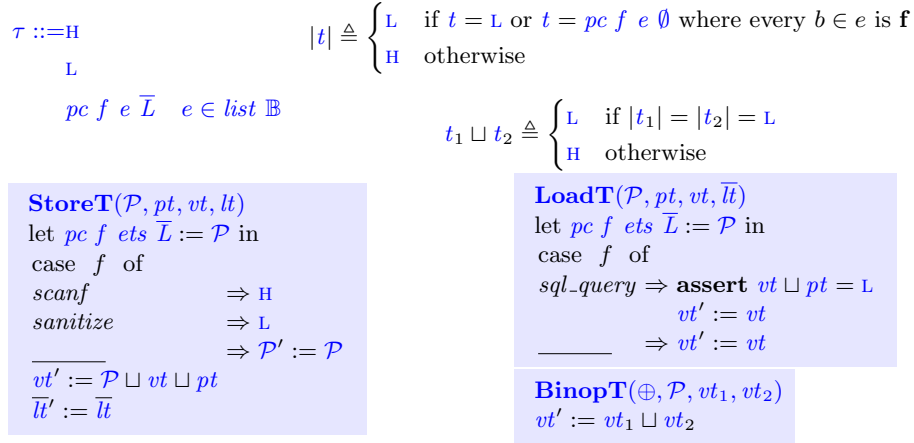 τ ::=H
L
pc f e L̅ e ∈ list 𝔹
|t| ≜ { L if t = L or t = pc f e ∅ where every b ∈ e is f
H otherwise
t₁ ⊔ t₂ ≜ { L if |t₁| = |t₂| = L
H otherwise
StoreT(𝒫, pt, vt, lt)
let pc f ets L̅ := 𝒫 in
case f of
scanf ⇒ H
sanitize ⇒ L
_____ ⇒ 𝒫′ := 𝒫
vt′ := 𝒫 ⊔ vt ⊔ pt
l̅t̅′ := l̅t̅
LoadT(𝒫, pt, vt, l̅t̅)
let pc f ets L̅ := 𝒫 in
case f of
sql_query ⇒ assert vt ⊔ pt = L
vt′ := vt
_____ ⇒ vt′ := vt
BinopT(⊕, 𝒫, vt₁, vt₂)
vt′ := vt₁ ⊔ vt₂